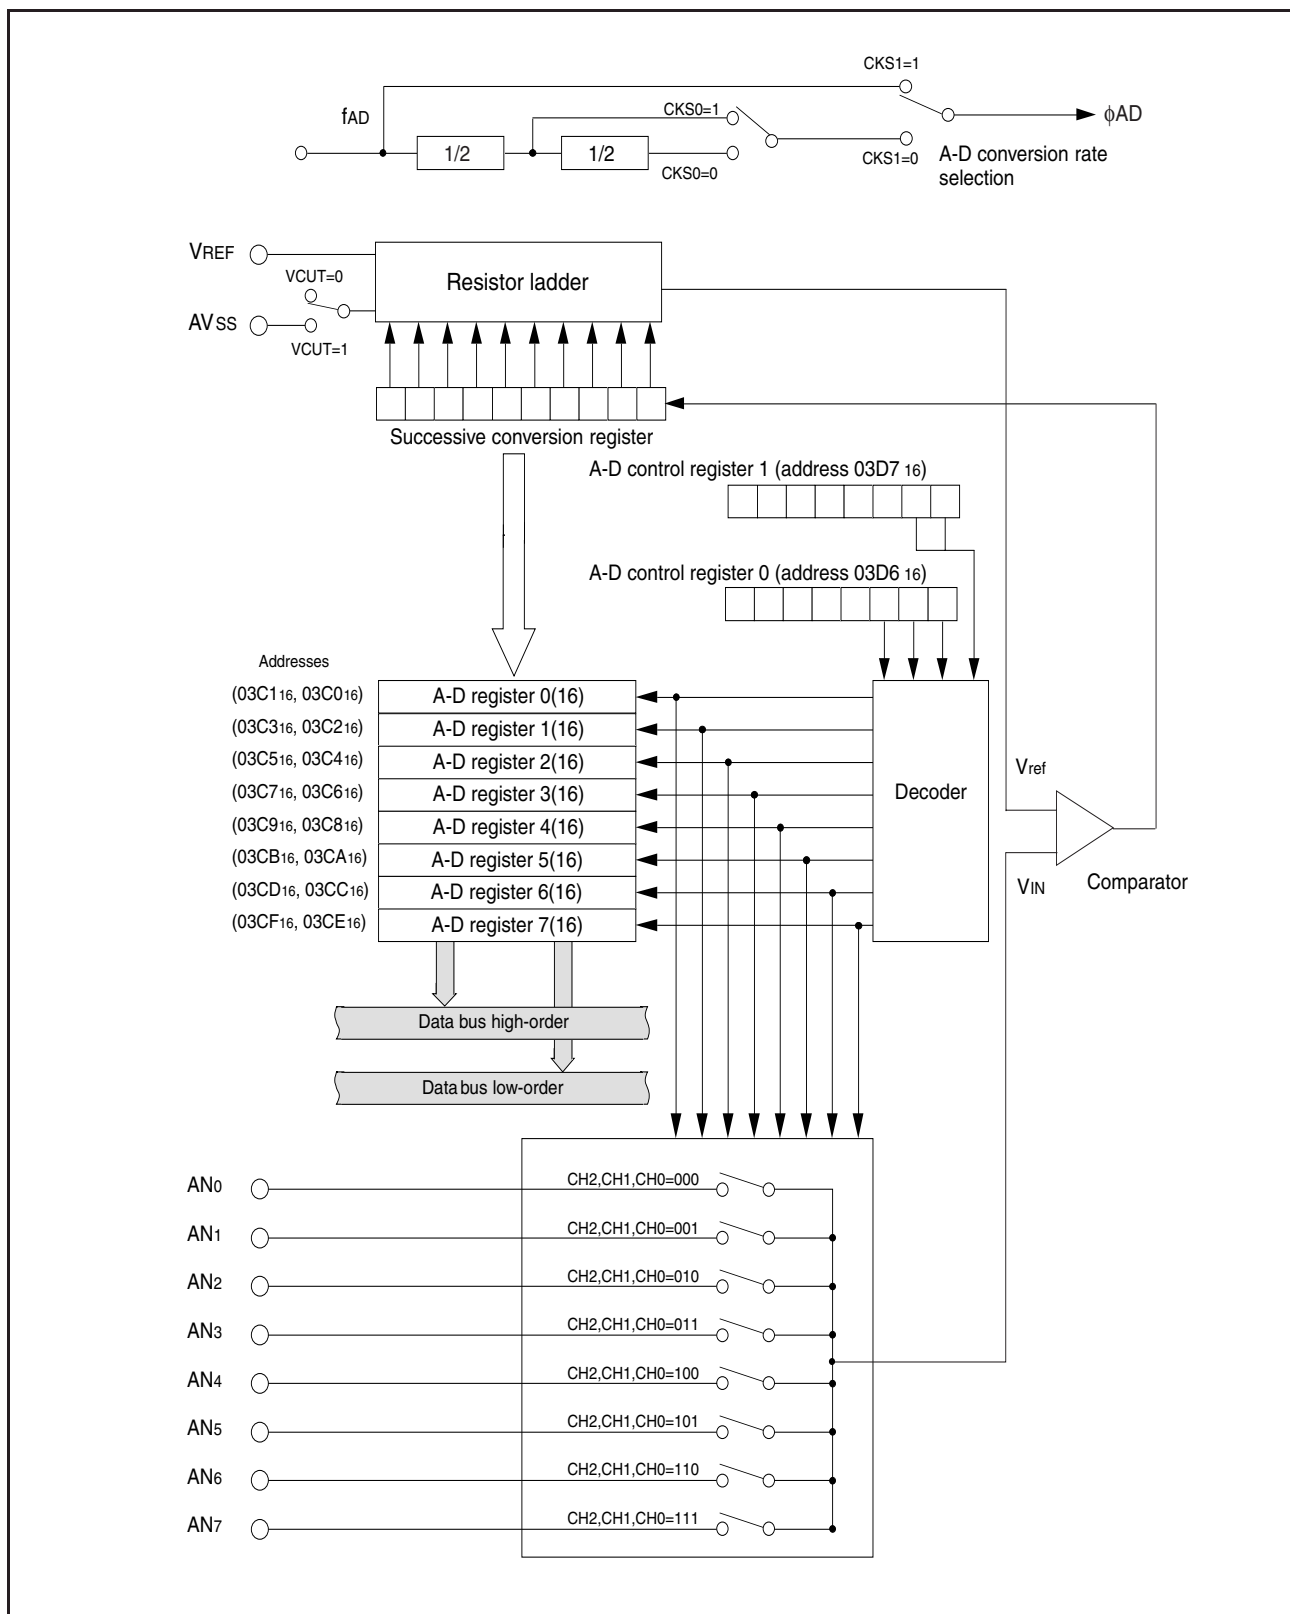 CKS1=1
fAD
CKS0=1
ϕAD
1/2
1/2
CKS0=0
CKS1=0
A-D conversion rate
selection
VREF
VCUT=0
Resistor ladder
AVSS
VCUT=1
Successive conversion register
A-D control register 1 (address 03D7 16)
A-D control register 0 (address 03D6 16)
Addresses
(03C116, 03C016)
A-D register 0(16)
(03C316, 03C216)
A-D register 1(16)
(03C516, 03C416)
A-D register 2(16)
(03C716, 03C616)
A-D register 3(16)
(03C916, 03C816)
A-D register 4(16)
(03CB16, 03CA16)
A-D register 5(16)
(03CD16, 03CC16)
A-D register 6(16)
(03CF16, 03CE16)
A-D register 7(16)
Decoder
Vref
VIN
Comparator
Data bus high-order
Data bus low-order
AN0
CH2,CH1,CH0=000
AN1
CH2,CH1,CH0=001
AN2
CH2,CH1,CH0=010
AN3
CH2,CH1,CH0=011
AN4
CH2,CH1,CH0=100
AN5
CH2,CH1,CH0=101
AN6
CH2,CH1,CH0=110
AN7
CH2,CH1,CH0=111